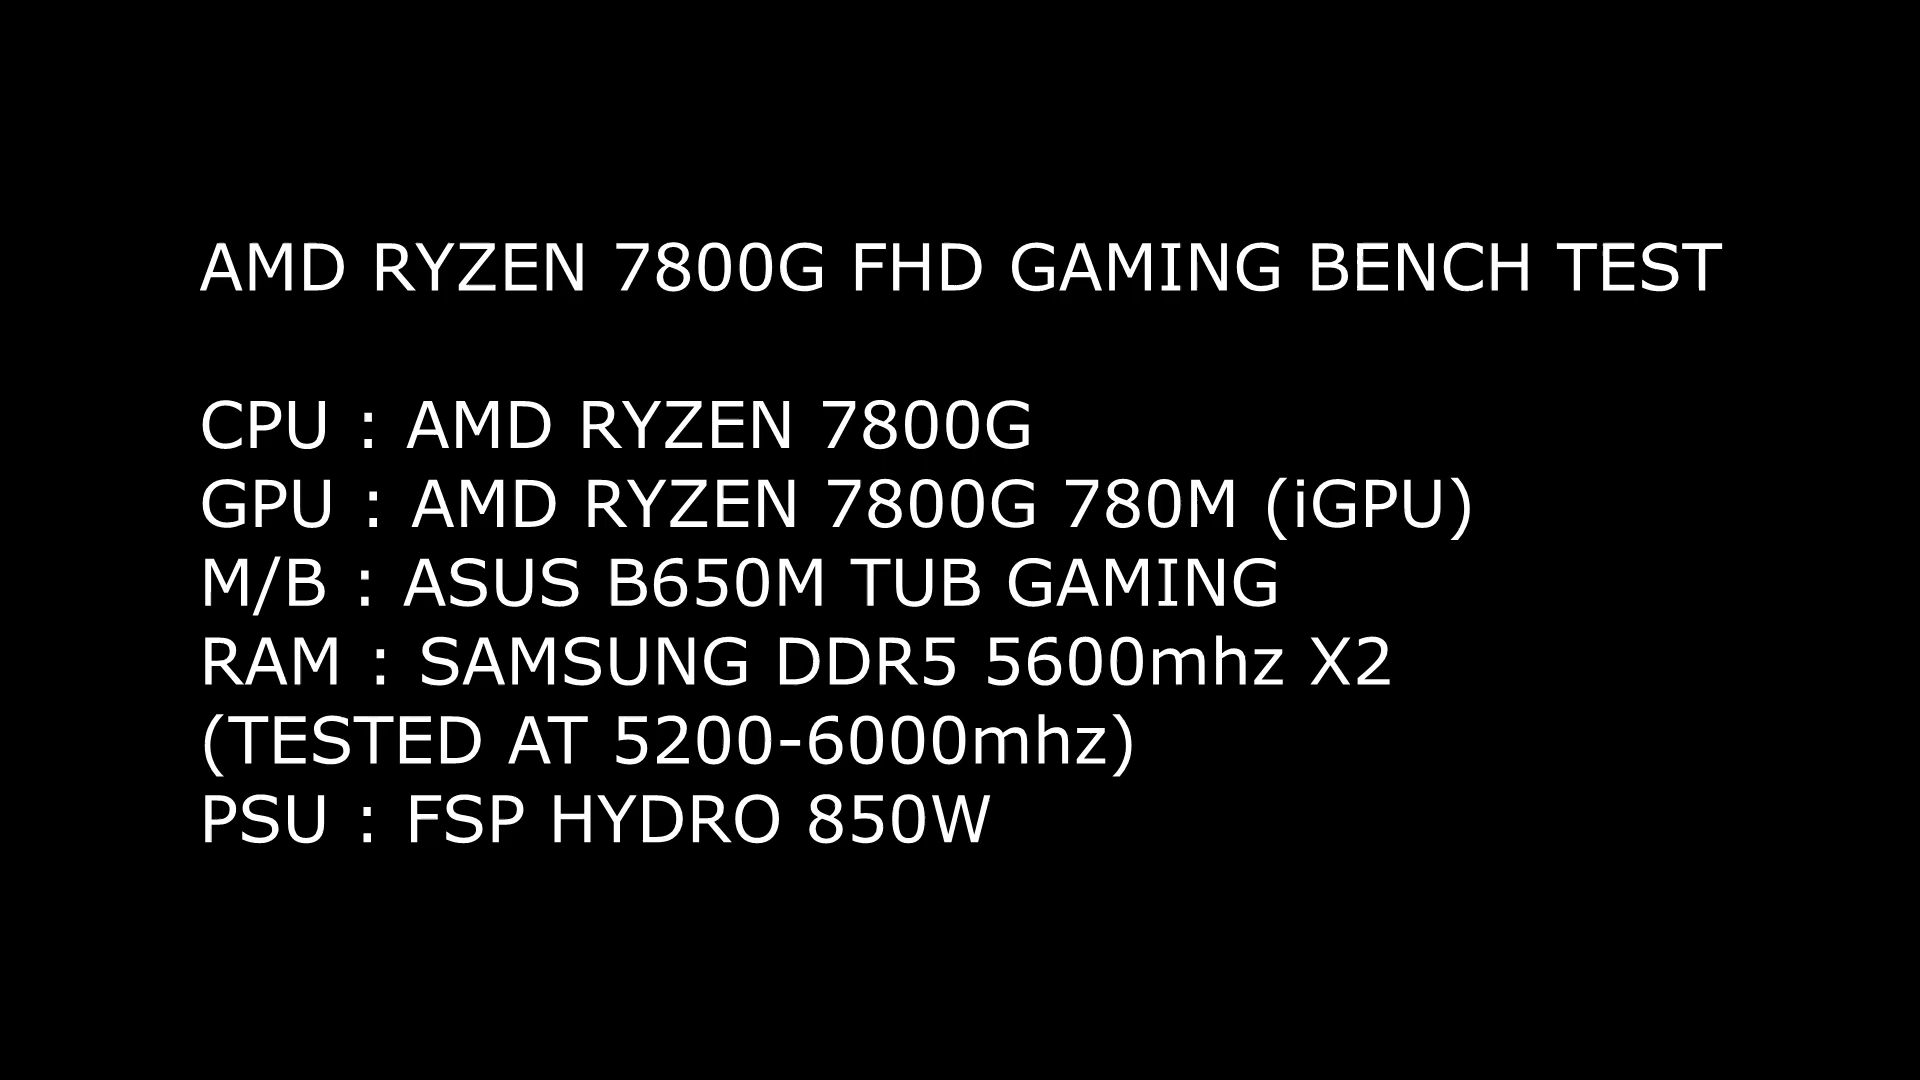 AMD RYZEN 7800G FHD GAMING BENCH TEST
CPU : AMD RYZEN 7800G
GPU : AMD RYZEN 7800G 780M (iGPU)
M/B : ASUS B650M TUB GAMING
RAM : SAMSUNG DDR5 5600mhz X2
(TESTED AT 5200-6000mhz)
PSU : FSP HYDRO 850W